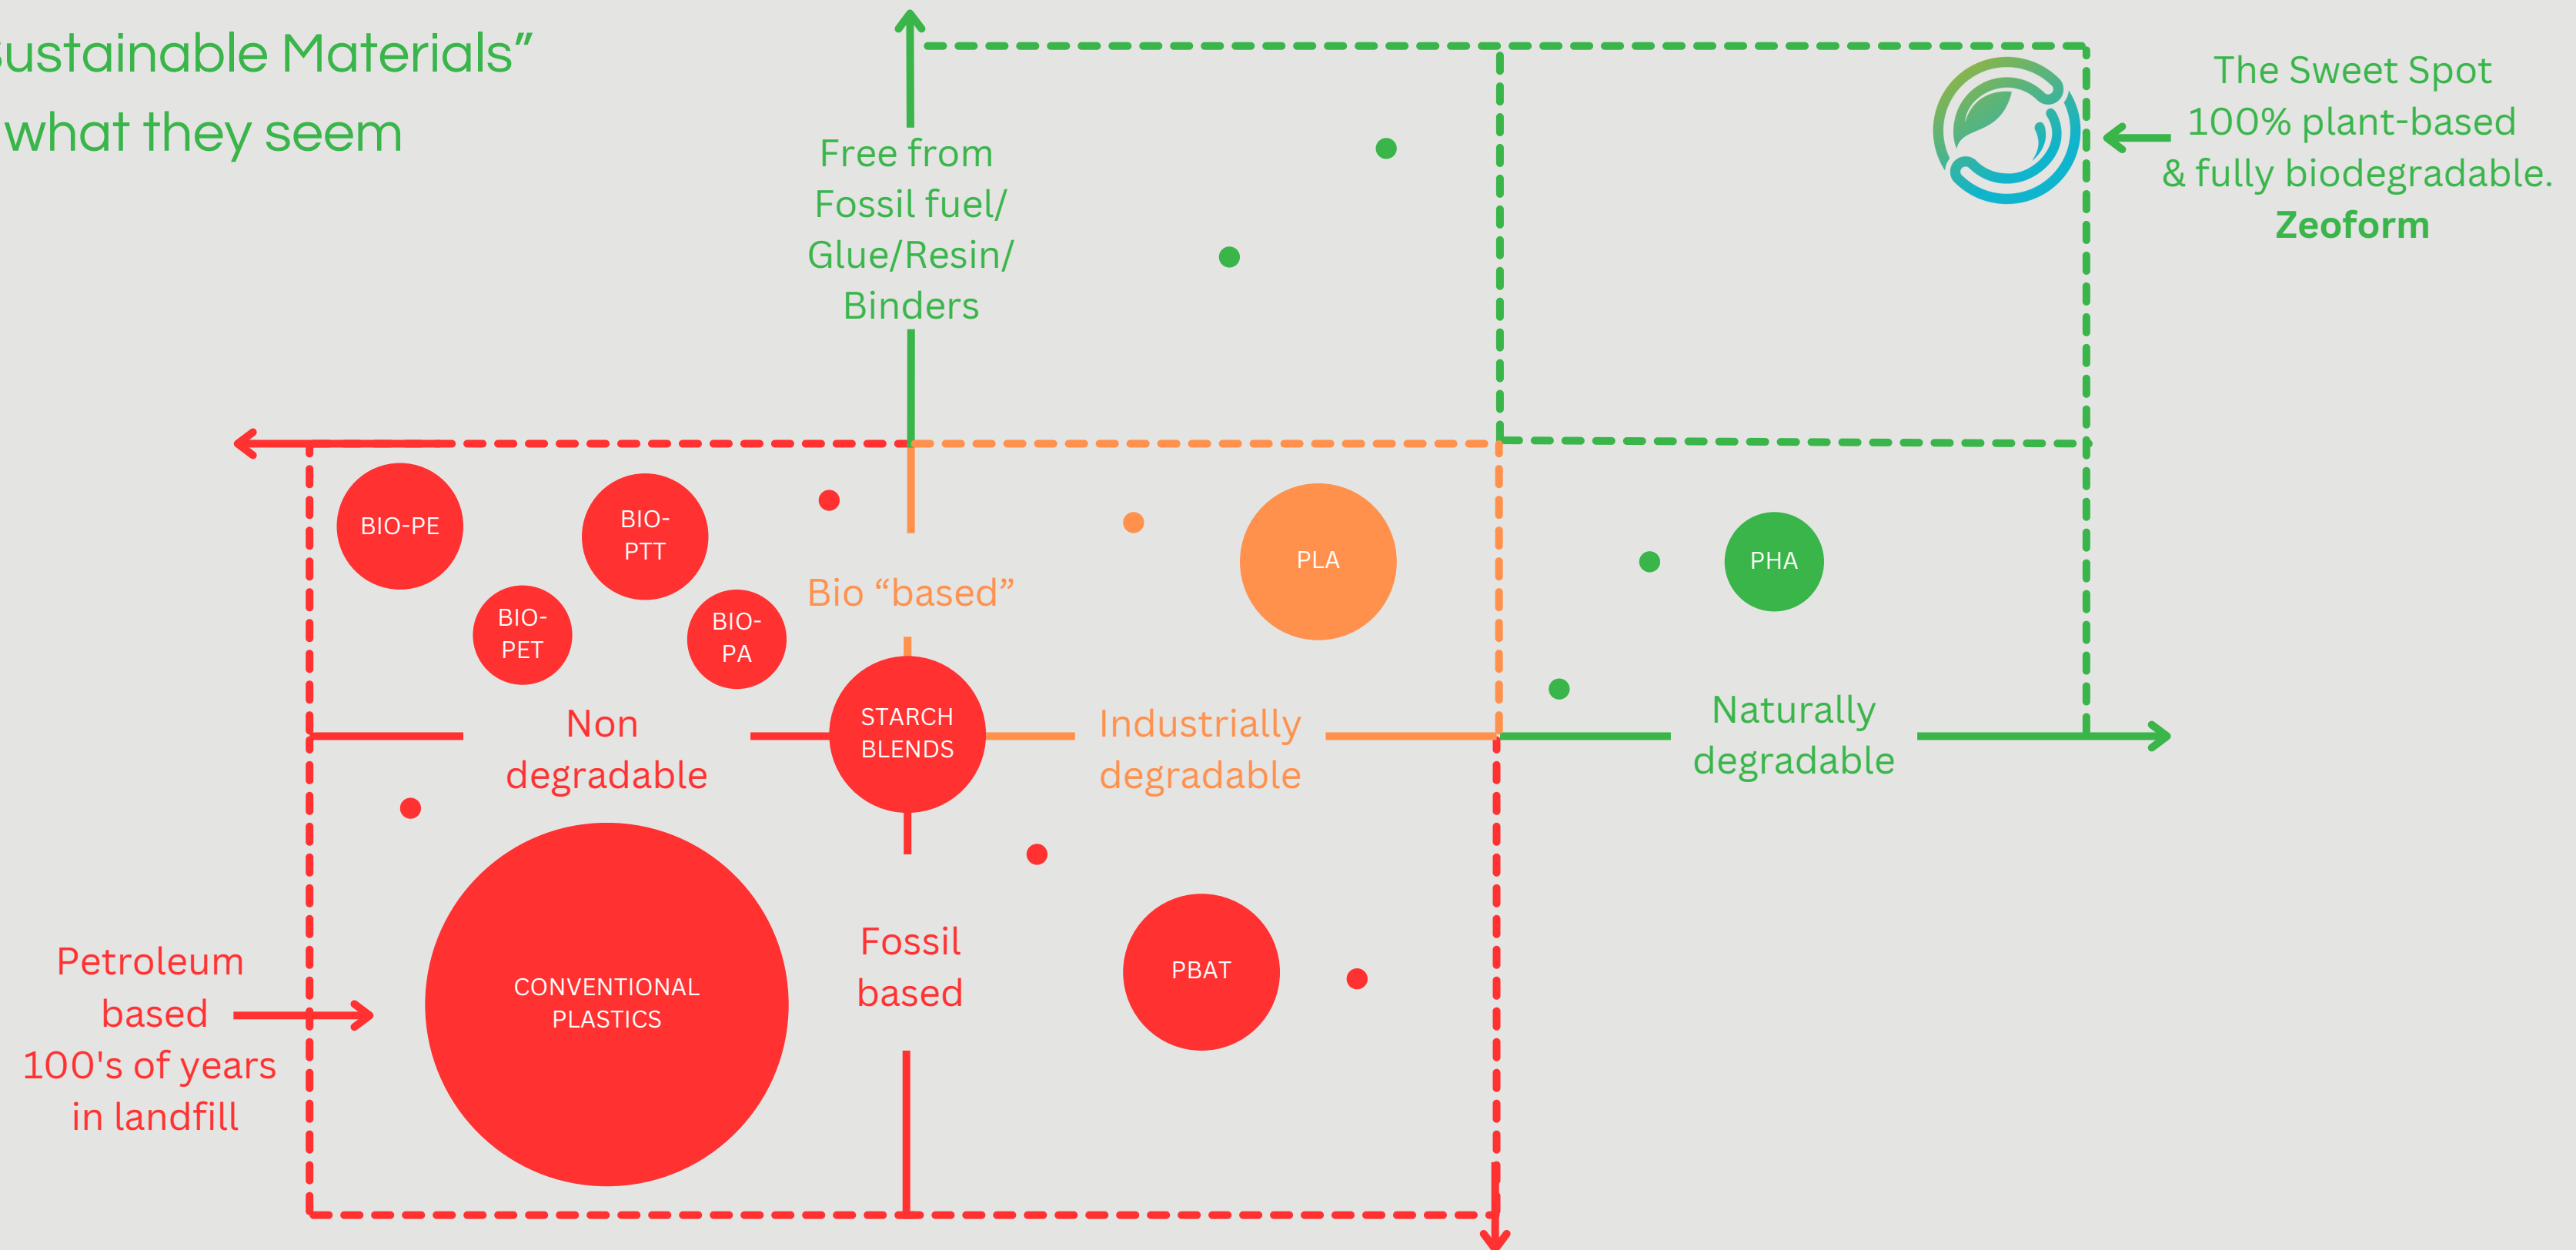 ustainable Materials”
what they seem
The Sweet Spot
100% plant-based
& fully biodegradable.
Zeoform
Free from
Fossil fuel/
Glue/Resin/
Binders
BIO-PE
BIO-
PTT
BIO-
PET
BIO-
PA
Bio “based”
PLA
PHA
STARCH
BLENDS
Non
degradable
Industrially
degradable
Naturally
degradable
Petroleum
based
100's of years
in landfill
CONVENTIONAL
PLASTICS
Fossil
based
PBAT